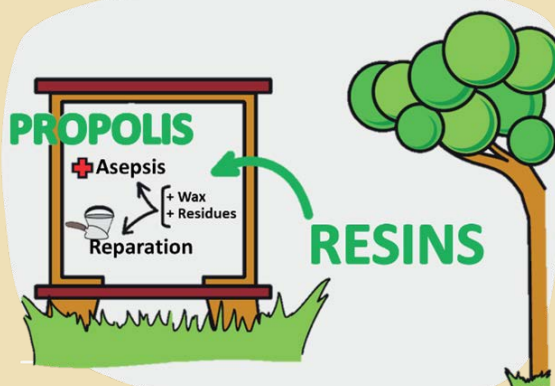 PROPOLIS
Asepsis
+ Wax
+ Residues
Reparation
RESINS